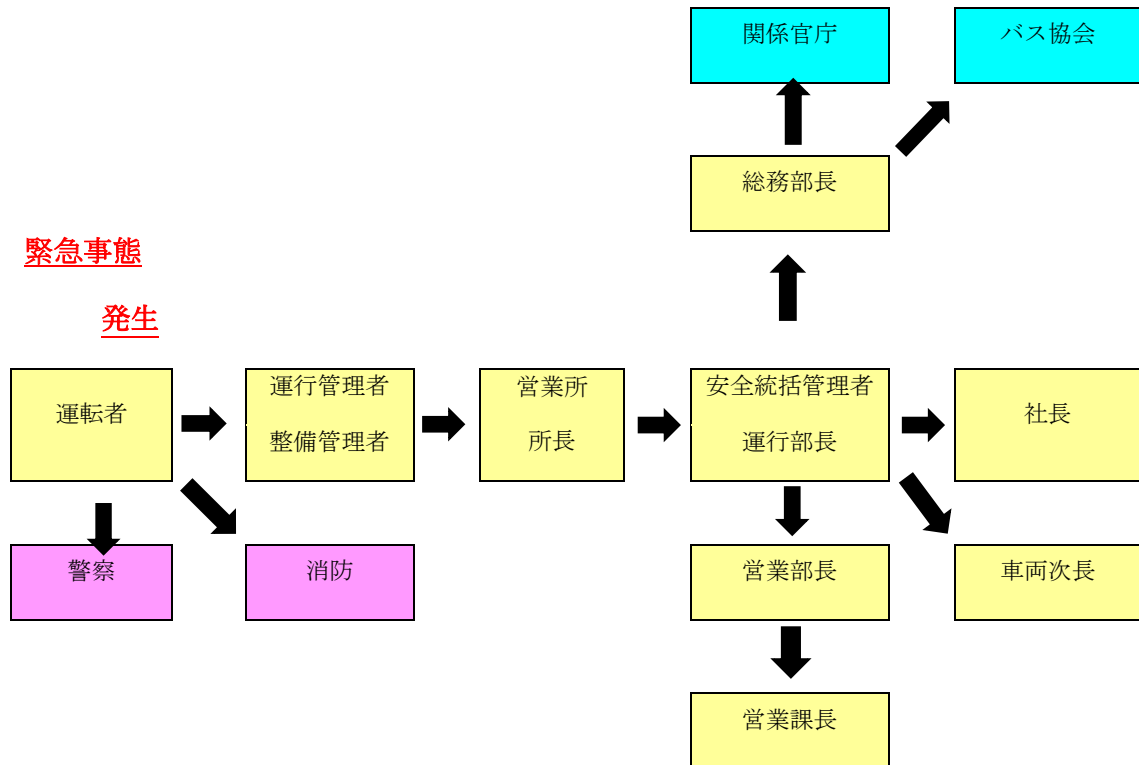 関係官庁
バス協会
総務部長
緊急事態
発生
運転者
運行管理者
整備管理者
営業所
所長
安全統括管理者
運行部長
社長
警察
消防
営業部長
車両次長
営業課長